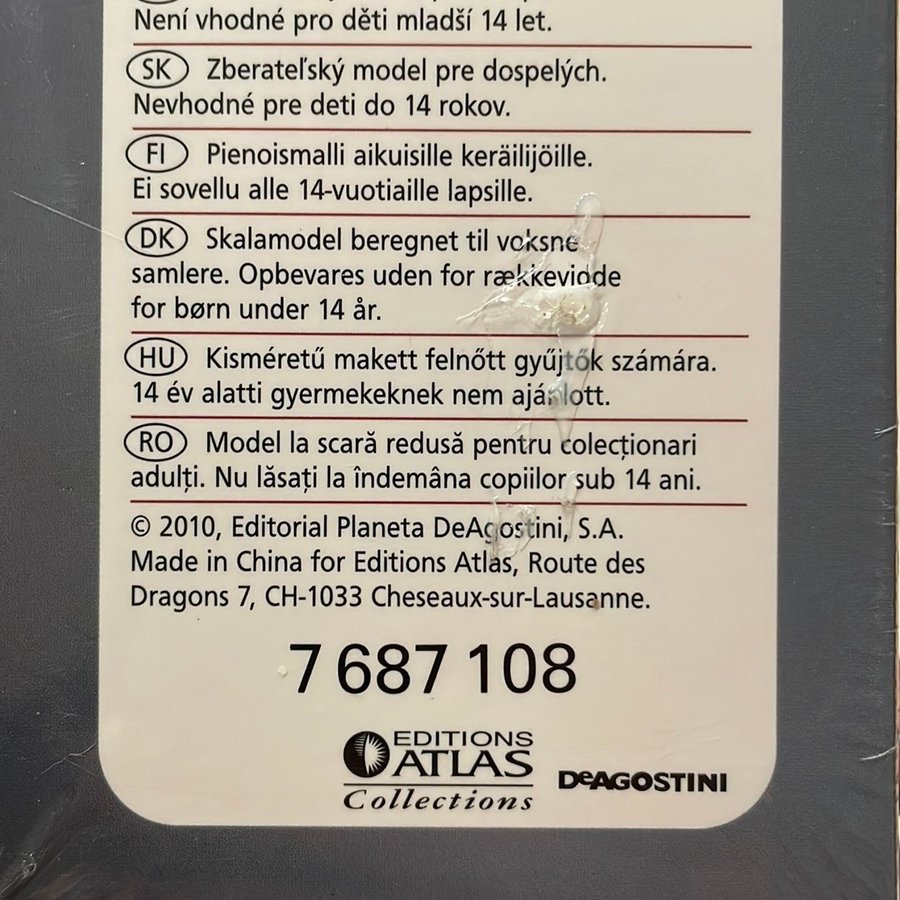 Není vhodné pro děti mladší 14 let.
SK Zberateľský model pre dospelých.
Nevhodné pre deti do 14 rokov.
FI Pienoismalli aikuisille keräilijöille.
Ei sovellu alle 14-vuotiaille lapsille.
DK Skalamodel beregnet til voksne
samlere. Opbevares uden for rækkevidde
for børn under 14 år.
HU Kisméretű makett felnőtt gyűjtők számára.
14 év alatti gyermekeknek nem ajánlott.
RO Model la scară redusă pentru colecționari
adulți. Nu lăsați la îndemâna copiilor sub 14 ani.
© 2010, Editorial Planeta DeAgostini, S.A.
Made in China for Editions Atlas, Route des
Dragons 7, CH-1033 Cheseaux-sur-Lausanne.
7 687 108
EDITIONS
ATLAS
Collections
DeAGOSTINI